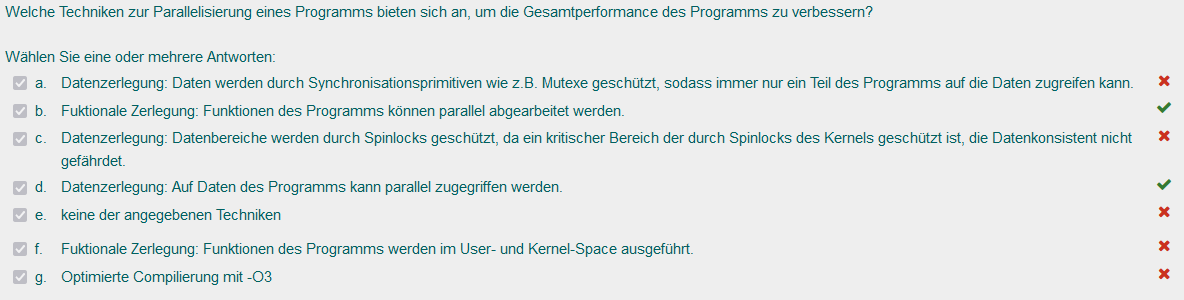 Welche Techniken zur Parallelisierung eines Programms bieten sich an, um die Gesamtperformance des Programms zu verbessern?
Wählen Sie eine oder mehrere Antworten:
a. Datenzerlegung: Daten werden durch Synchronisationsprimitiven wie z.B. Mutexe geschützt, sodass immer nur ein Teil des Programms auf die Daten zugreifen kann.
b. Fuktionale Zerlegung: Funktionen des Programms können parallel abgearbeitet werden.
c. Datenzerlegung: Datenbereiche werden durch Spinlocks geschützt, da ein kritischer Bereich der durch Spinlocks des Kernels geschützt ist, die Datenkonsistent nicht
gefährdet.
d. Datenzerlegung: Auf Daten des Programms kann parallel zugegriffen werden.
e. keine der angegebenen Techniken
f. Fuktionale Zerlegung: Funktionen des Programms werden im User- und Kernel-Space ausgeführt.
g. Optimierte Compilierung mit -O3